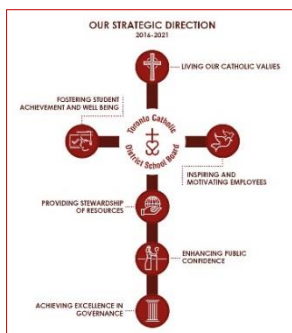 OUR STRATEGIC DIRECTION
2016-2021
LIVING OUR CATHOLIC VALUES
FOSTERING STUDENT
ACHIEVEMENT AND WELL BEING
Toronto Catholic
District School Board
INSPIRING AND
MOTIVATING EMPLOYEES
PROVIDING STEWARDSHIP
OF RESOURCES
ENHANCING PUBLIC
CONFIDENCE
ACHIEVING EXCELLENCE IN
GOVERNANCE